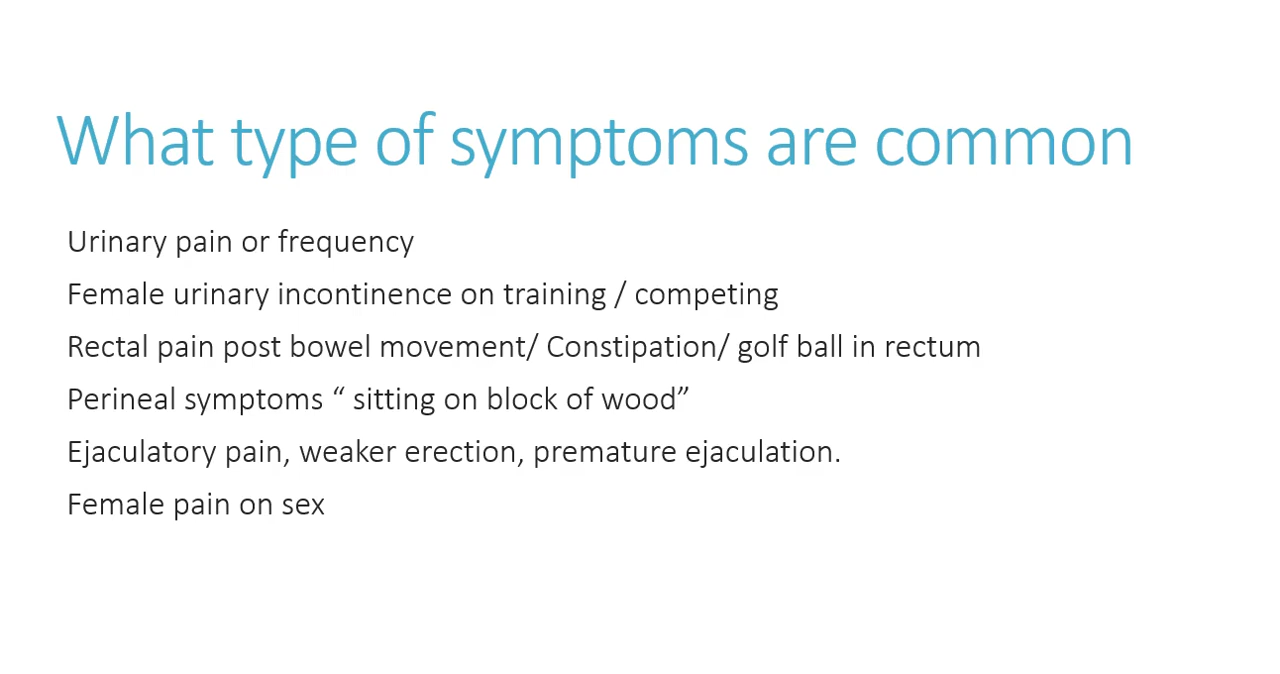 What type of symptoms are common
Urinary pain or frequency
Female urinary incontinence on training / competing
Rectal pain post bowel movement/ Constipation/ golf ball in rectum
Perineal symptoms “ sitting on block of wood”
Ejaculatory pain, weaker erection, premature ejaculation.
Female pain on sex